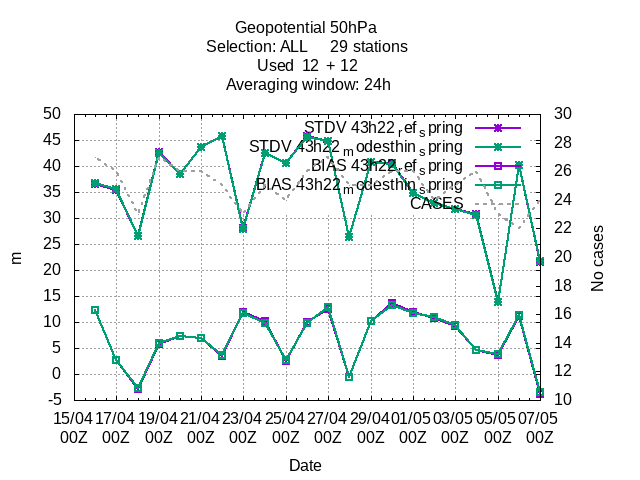 Geopotential 50hPa
Selection: ALL 29 stations
Used 12 + 12
Averaging window: 24h
50
45
40
35
30
25
20
15
10
5
0
-5
30
28
26
24
22
20
18
16
14
12
10
STDV 43h22refspring
STDV 43h22modesthinspring
BIAS 43h22refspring
BIAS 43h22modesthinspring
CASES
m
No cases
15/04 17/04 19/04 21/04 23/04 25/04 27/04 29/04 01/05 03/05 05/05 07/05
00Z 00Z 00Z 00Z 00Z 00Z 00Z 00Z 00Z 00Z 00Z 00Z
Date